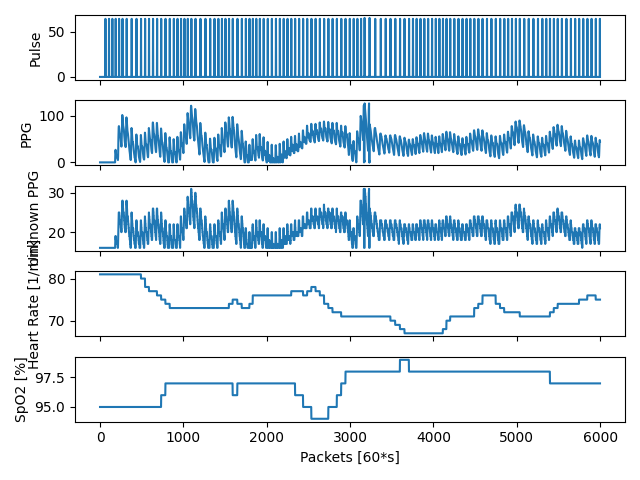 Pulse
50
0
PPG
100
0
Unknown PPG
30
20
Heart Rate [1/min]
80
70
SpO2 [%]
97.5
95.0
0 1000 2000 3000 4000 5000 6000
Packets [60*s]